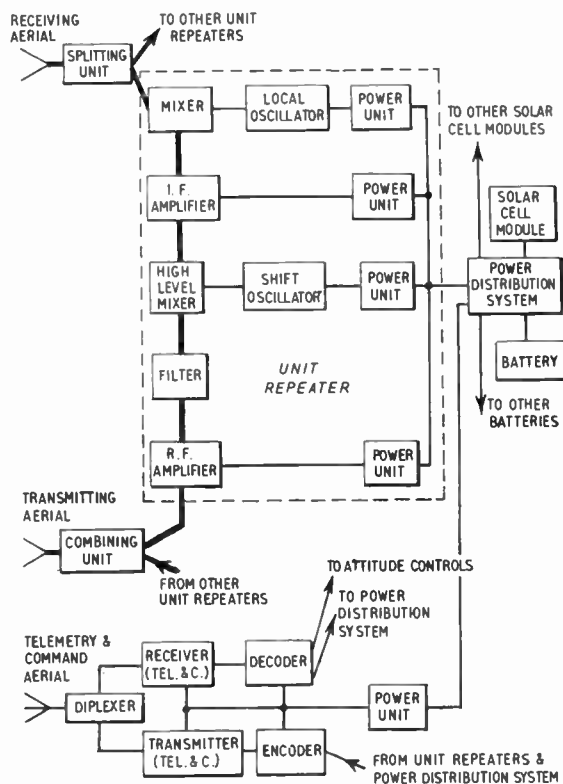 RECEIVING
AERIAL
TO OTHER UNIT
REPEATERS
SPLITTING
UNIT
MIXER
LOCAL
OSCILLATOR
POWER
UNIT
TO OTHER SOLAR
CELL MODULES
I.F.
AMPLIFIER
POWER
UNIT
SOLAR
CELL
MODULE
HIGH
LEVEL
MIXER
SHIFT
OSCILLATOR
POWER
UNIT
POWER
DISTRIBUTION
SYSTEM
FILTER
UNIT
REPEATER
BATTERY
TO OTHER
BATTERIES
R.F.
AMPLIFIER
POWER
UNIT
TRANSMITTING
AERIAL
COMBINING
UNIT
FROM OTHER
UNIT REPEATERS
TO ATTITUDE CONTROLS
TO POWER
DISTRIBUTION
SYSTEM
TELEMETRY &
COMMAND
AERIAL
RECEIVER
(TEL.&C.)
DECODER
DIPLEXER
POWER
UNIT
TRANSMITTER
(TEL.& C.)
ENCODER
FROM UNIT REPEATERS &
POWER DISTRIBUTION SYSTEM